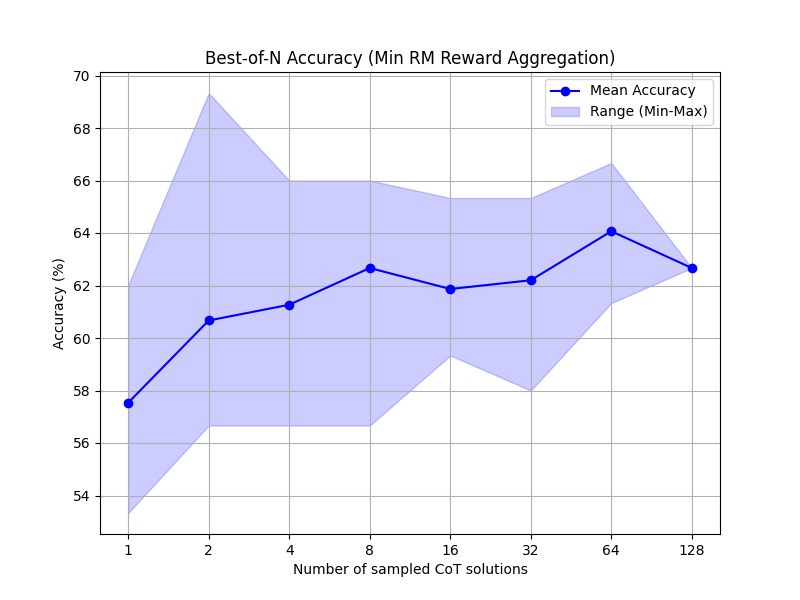 Best-of-N Accuracy (Min RM Reward Aggregation)
Mean Accuracy
Range (Min-Max)
Accuracy (%)
70
68
66
64
62
60
58
56
54
1 2 4 8 16 32 64 128
Number of sampled CoT solutions